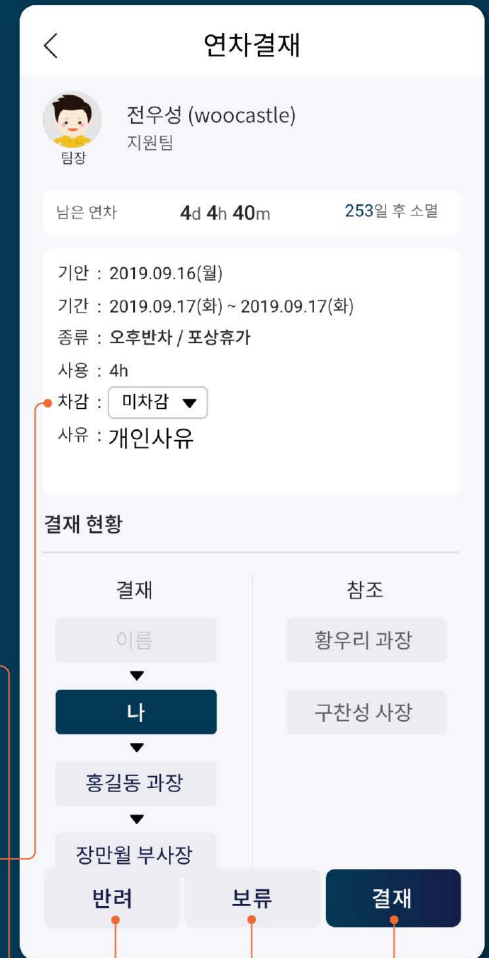 연차결재
전우성 (woocastle)
지원팀
팀장
남은 연차 4d 4h 40m 253일 후 소멸
기안 : 2019.09.16(월)
기간 : 2019.09.17(화) ~ 2019.09.17(화)
종류 : 오후반차 / 포상휴가
사용 : 4h
차감 : 미차감 ▼
사유 : 개인사유
결재 현황
결재 참조
이름 황우리 과장
나 구찬성 사장
홍길동 과장
장만월 부사장
반려 보류 결재